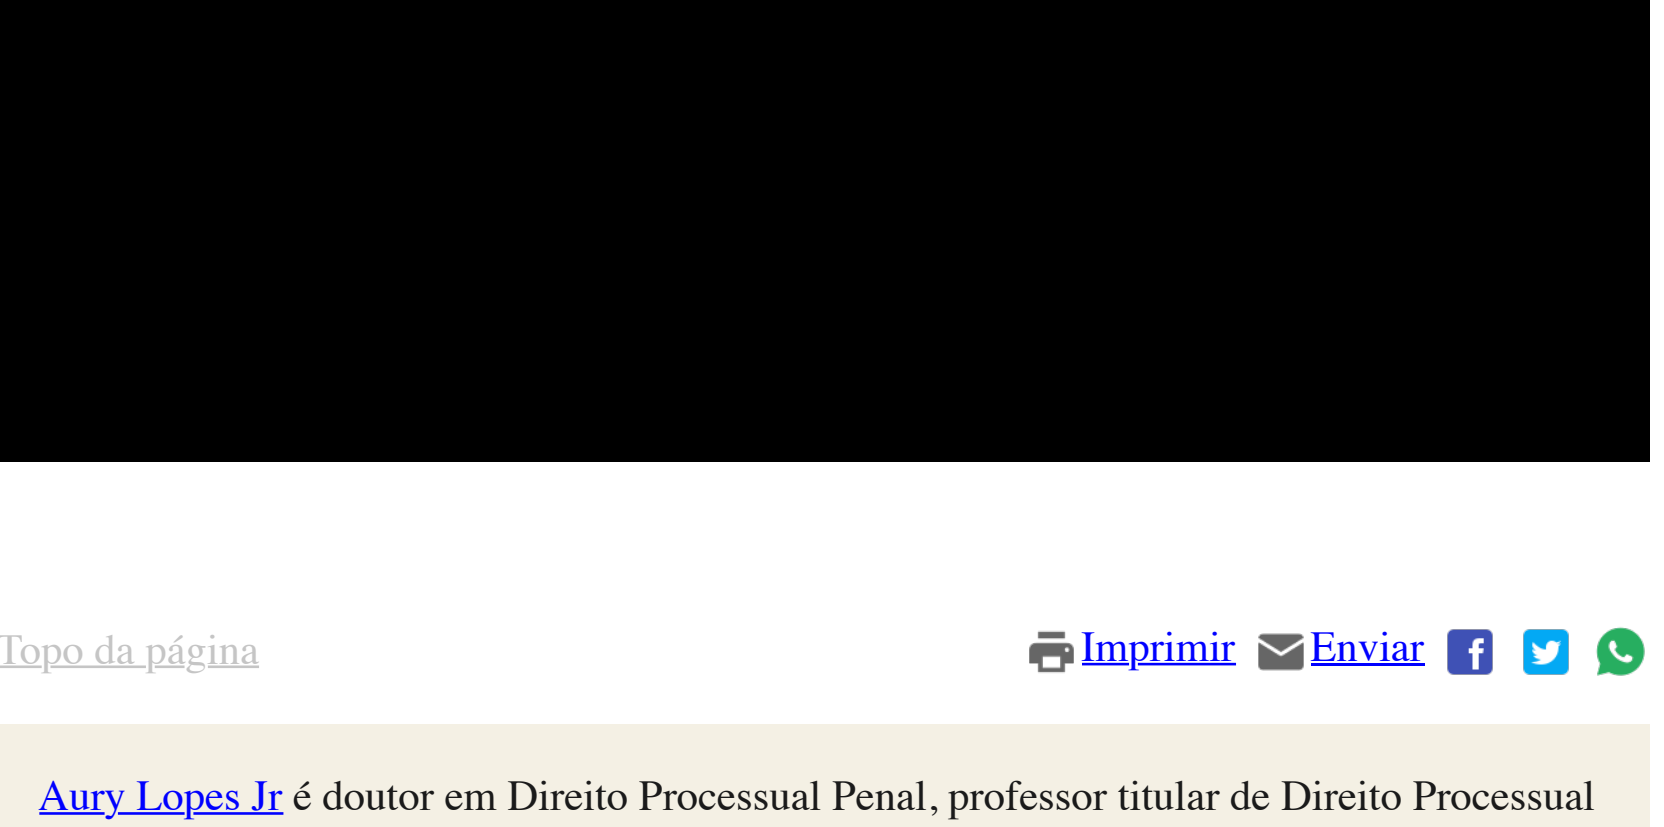 Topo da página
Imprimir Enviar
Aury Lopes Jr é doutor em Direito Processual Penal, professor titular de Direito Processual